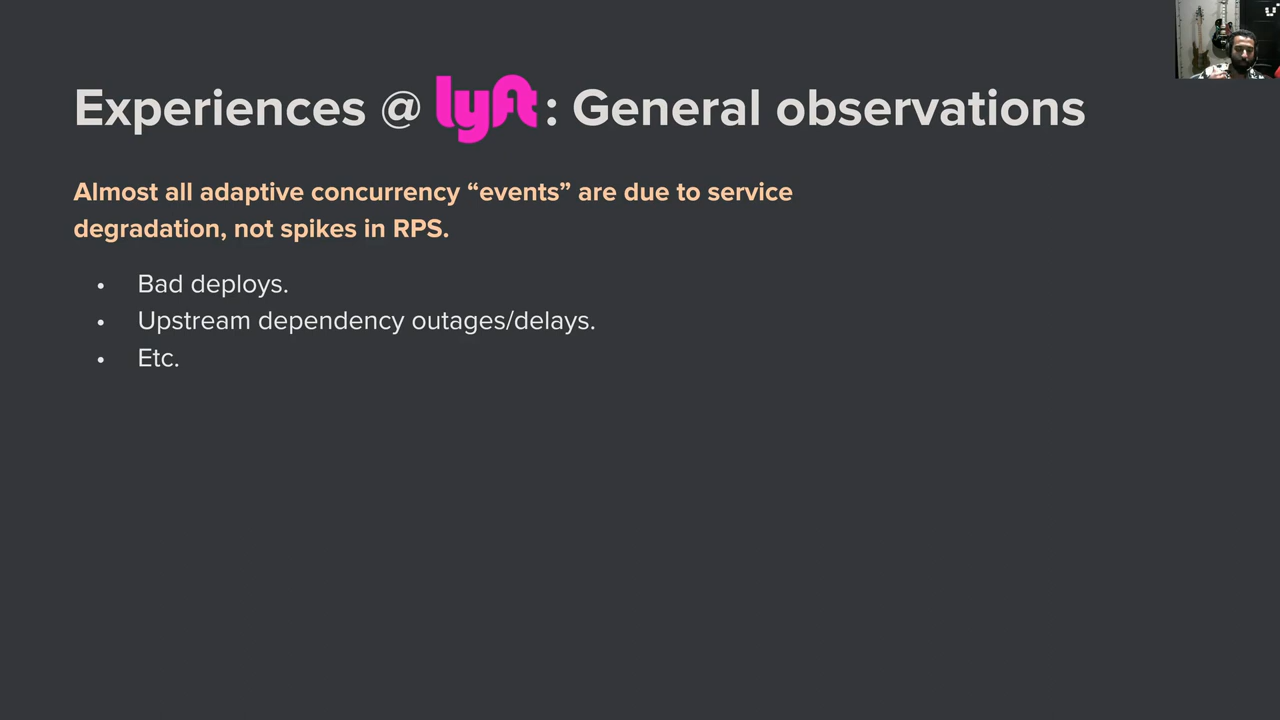 Experiences @ lyft : General observations
Almost all adaptive concurrency “events” are due to service
degradation, not spikes in RPS.
• Bad deploys.
• Upstream dependency outages/delays.
• Etc.